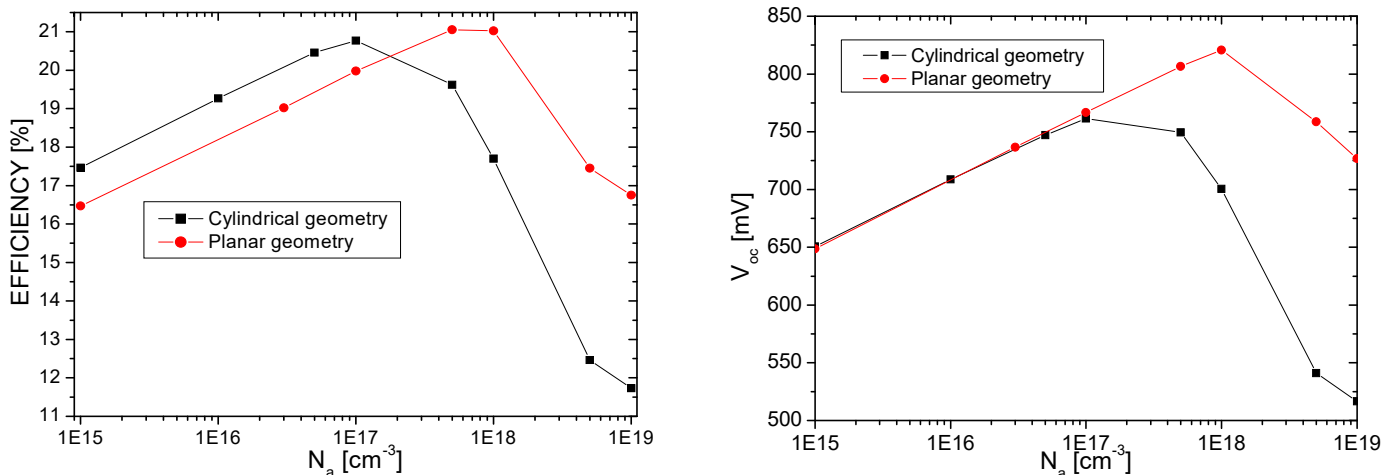 EFFICIENCY [%]
21
20
19
18
17
16
15
14
13
12
11
Cylindrical geometry
Planar geometry
1E15 1E16 1E17 1E18 1E19
N_a [cm^-3]
V_oc [mV]
850
800
750
700
650
600
550
500
Cylindrical geometry
Planar geometry
1E15 1E16 1E17 1E18 1E19
N_a [cm^-3]